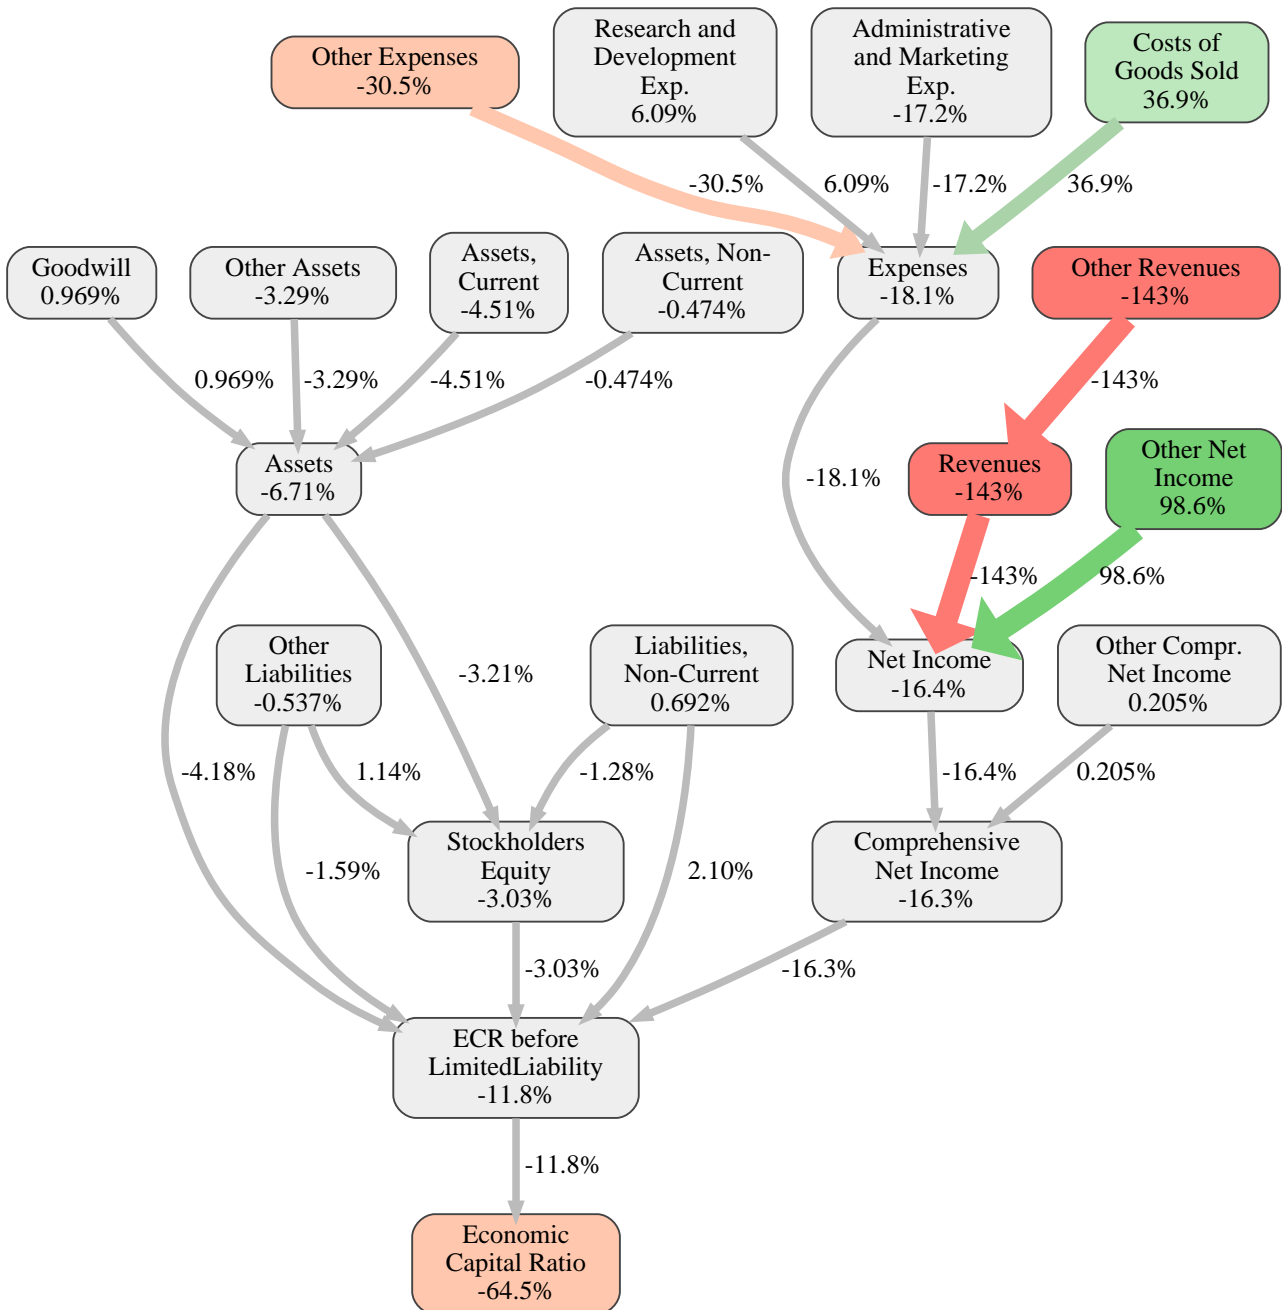 Other Expenses
-30.5%
Research and
Development
Exp.
6.09%
Administrative
and Marketing
Exp.
-17.2%
Costs of
Goods Sold
36.9%
-30.5%
6.09%
-17.2%
36.9%
Goodwill
0.969%
Other Assets
-3.29%
Assets,
Current
-4.51%
Assets, Non-
Current
-0.474%
Expenses
-18.1%
Other Revenues
-143%
0.969%
-3.29%
-4.51%
-0.474%
-143%
Assets
-6.71%
-18.1%
Revenues
-143%
Other Net
Income
98.6%
-143%
98.6%
Other
Liabilities
-0.537%
-3.21%
Liabilities,
Non-Current
0.692%
Net Income
-16.4%
Other Compr.
Net Income
0.205%
-4.18%
1.14%
-1.28%
-16.4%
0.205%
-1.59%
Stockholders
Equity
-3.03%
2.10%
Comprehensive
Net Income
-16.3%
-3.03%
-16.3%
ECR before
LimitedLiability
-11.8%
-11.8%
Economic
Capital Ratio
-64.5%